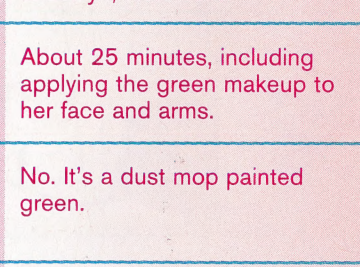 About 25 minutes, including
applying the green makeup to
her face and arms.
No. It's a dust mop painted
green.